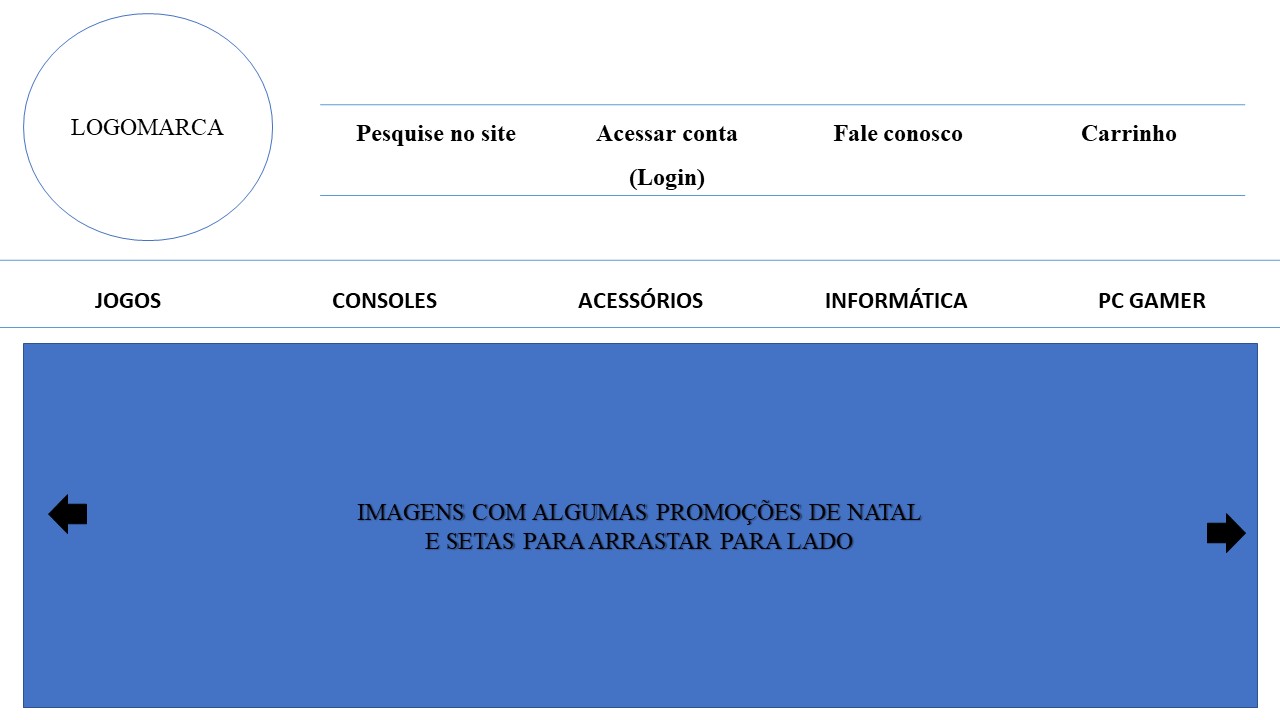 LOGOMARCA
Pesquise no site Acessar conta Fale conosco Carrinho
(Login)
JOGOS CONSOLES ACESSÓRIOS INFORMÁTICA PC GAMER
IMAGENS COM ALGUMAS PROMOÇÕES DE NATAL
E SETAS PARA ARRASTAR PARA LADO